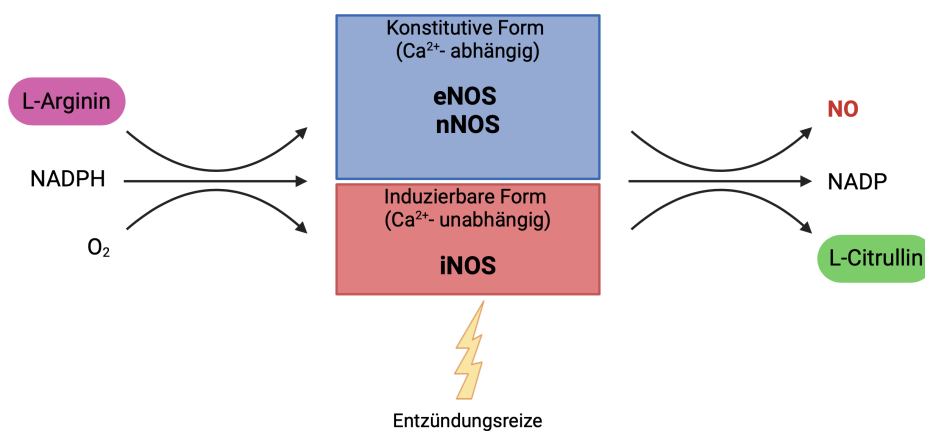 Konstitutive Form
(Ca²⁺- abhängig)
eNOS
nNOS
L-Arginin
NADPH
O₂
Induzierbare Form
(Ca²⁺- unabhängig)
iNOS
NO
NADP
L-Citrullin
Entzündungsreize